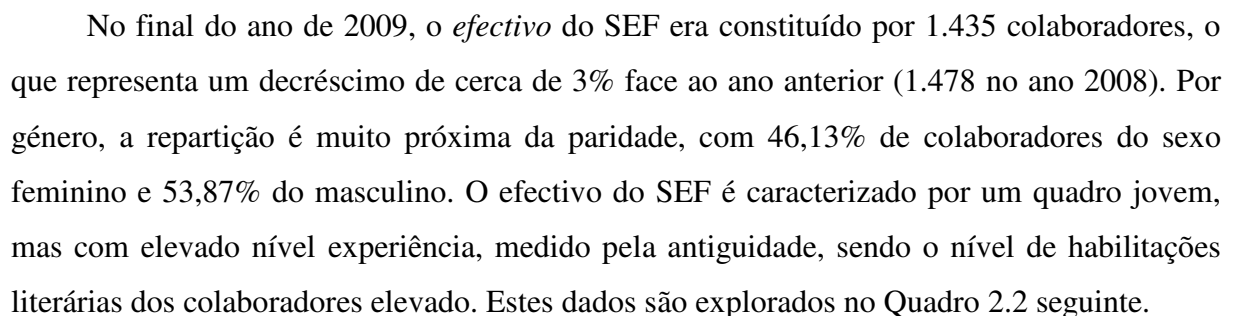 No final do ano de 2009, o efectivo do SEF era constituído por 1.435 colaboradores, o
que representa um decréscimo de cerca de 3% face ao ano anterior (1.478 no ano 2008). Por
género, a repartição é muito próxima da paridade, com 46,13% de colaboradores do sexo
feminino e 53,87% do masculino. O efectivo do SEF é caracterizado por um quadro jovem,
mas com elevado nível experiência, medido pela antiguidade, sendo o nível de habilitações
literárias dos colaboradores elevado. Estes dados são explorados no Quadro 2.2 seguinte.